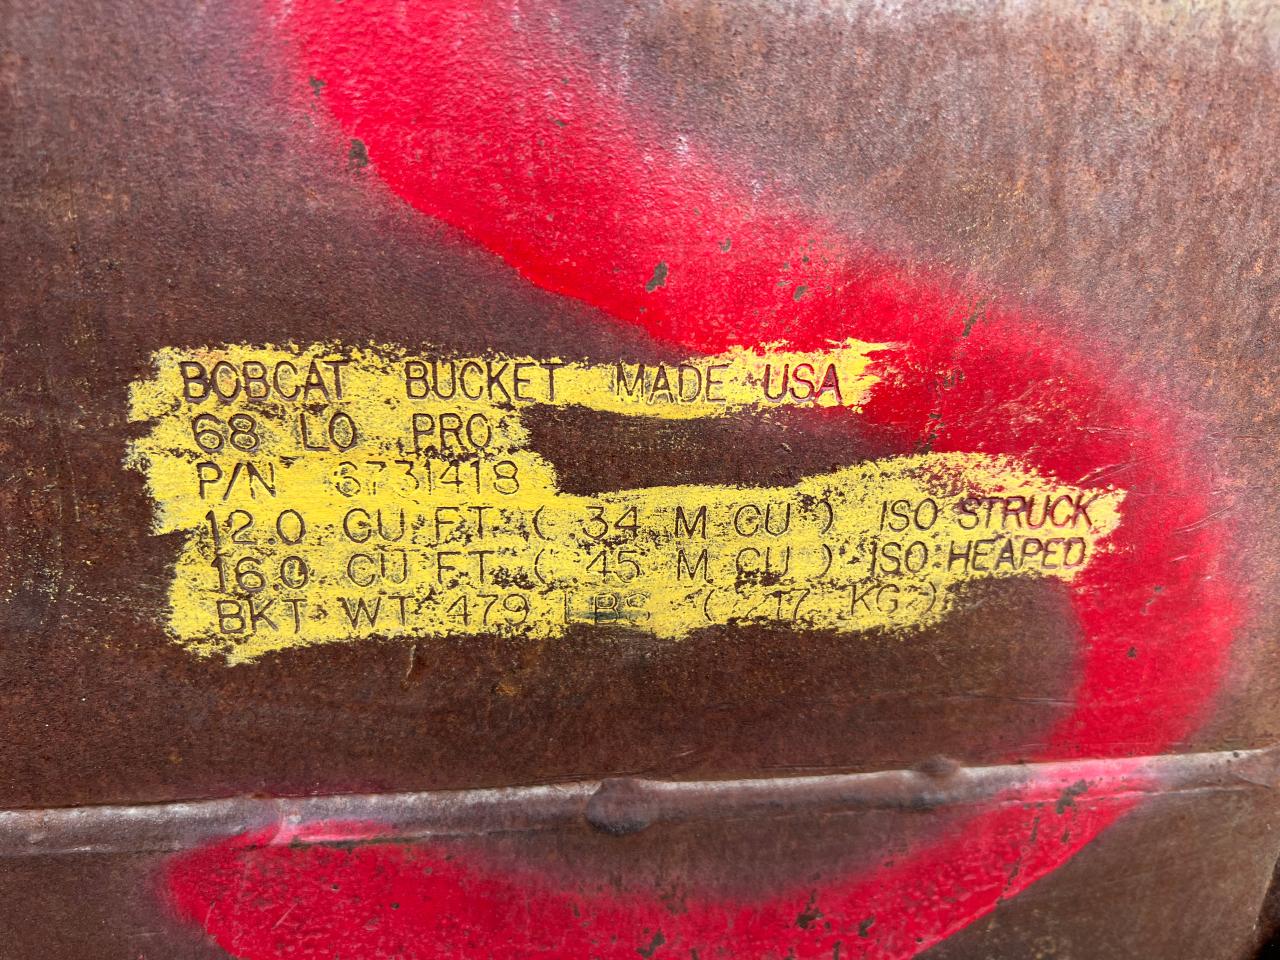 BOBCAT BUCKET MADE USA
68 LO PRO
P/N 6731418
12.0 CU FT ( 34 M CU ) ISO STRUCK
16.0 CU FT ( 45 M CU ) ISO HEAPED
BKT WT 479 LBS ( 217 KG )